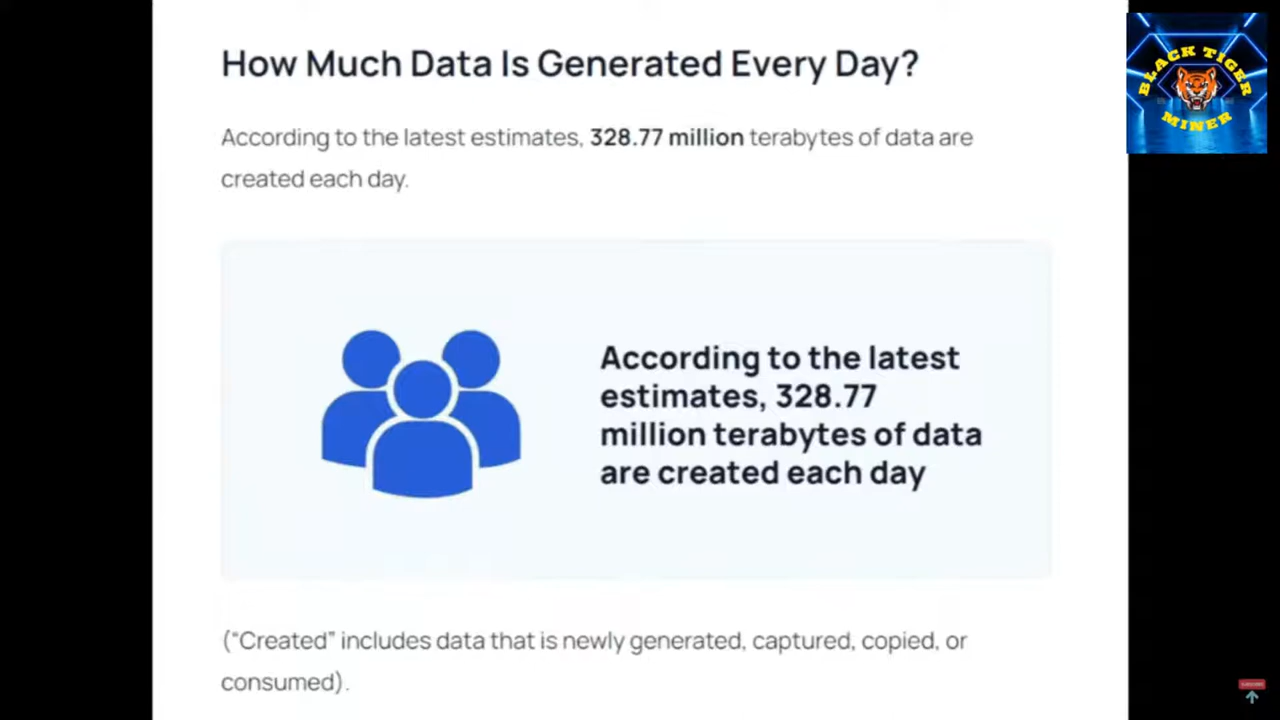 How Much Data Is Generated Every Day?
According to the latest estimates, 328.77 million terabytes of data are
created each day.
According to the latest
estimates, 328.77
million terabytes of data
are created each day
(“Created” includes data that is newly generated, captured, copied, or
consumed).
BLACK TIGER
MINER